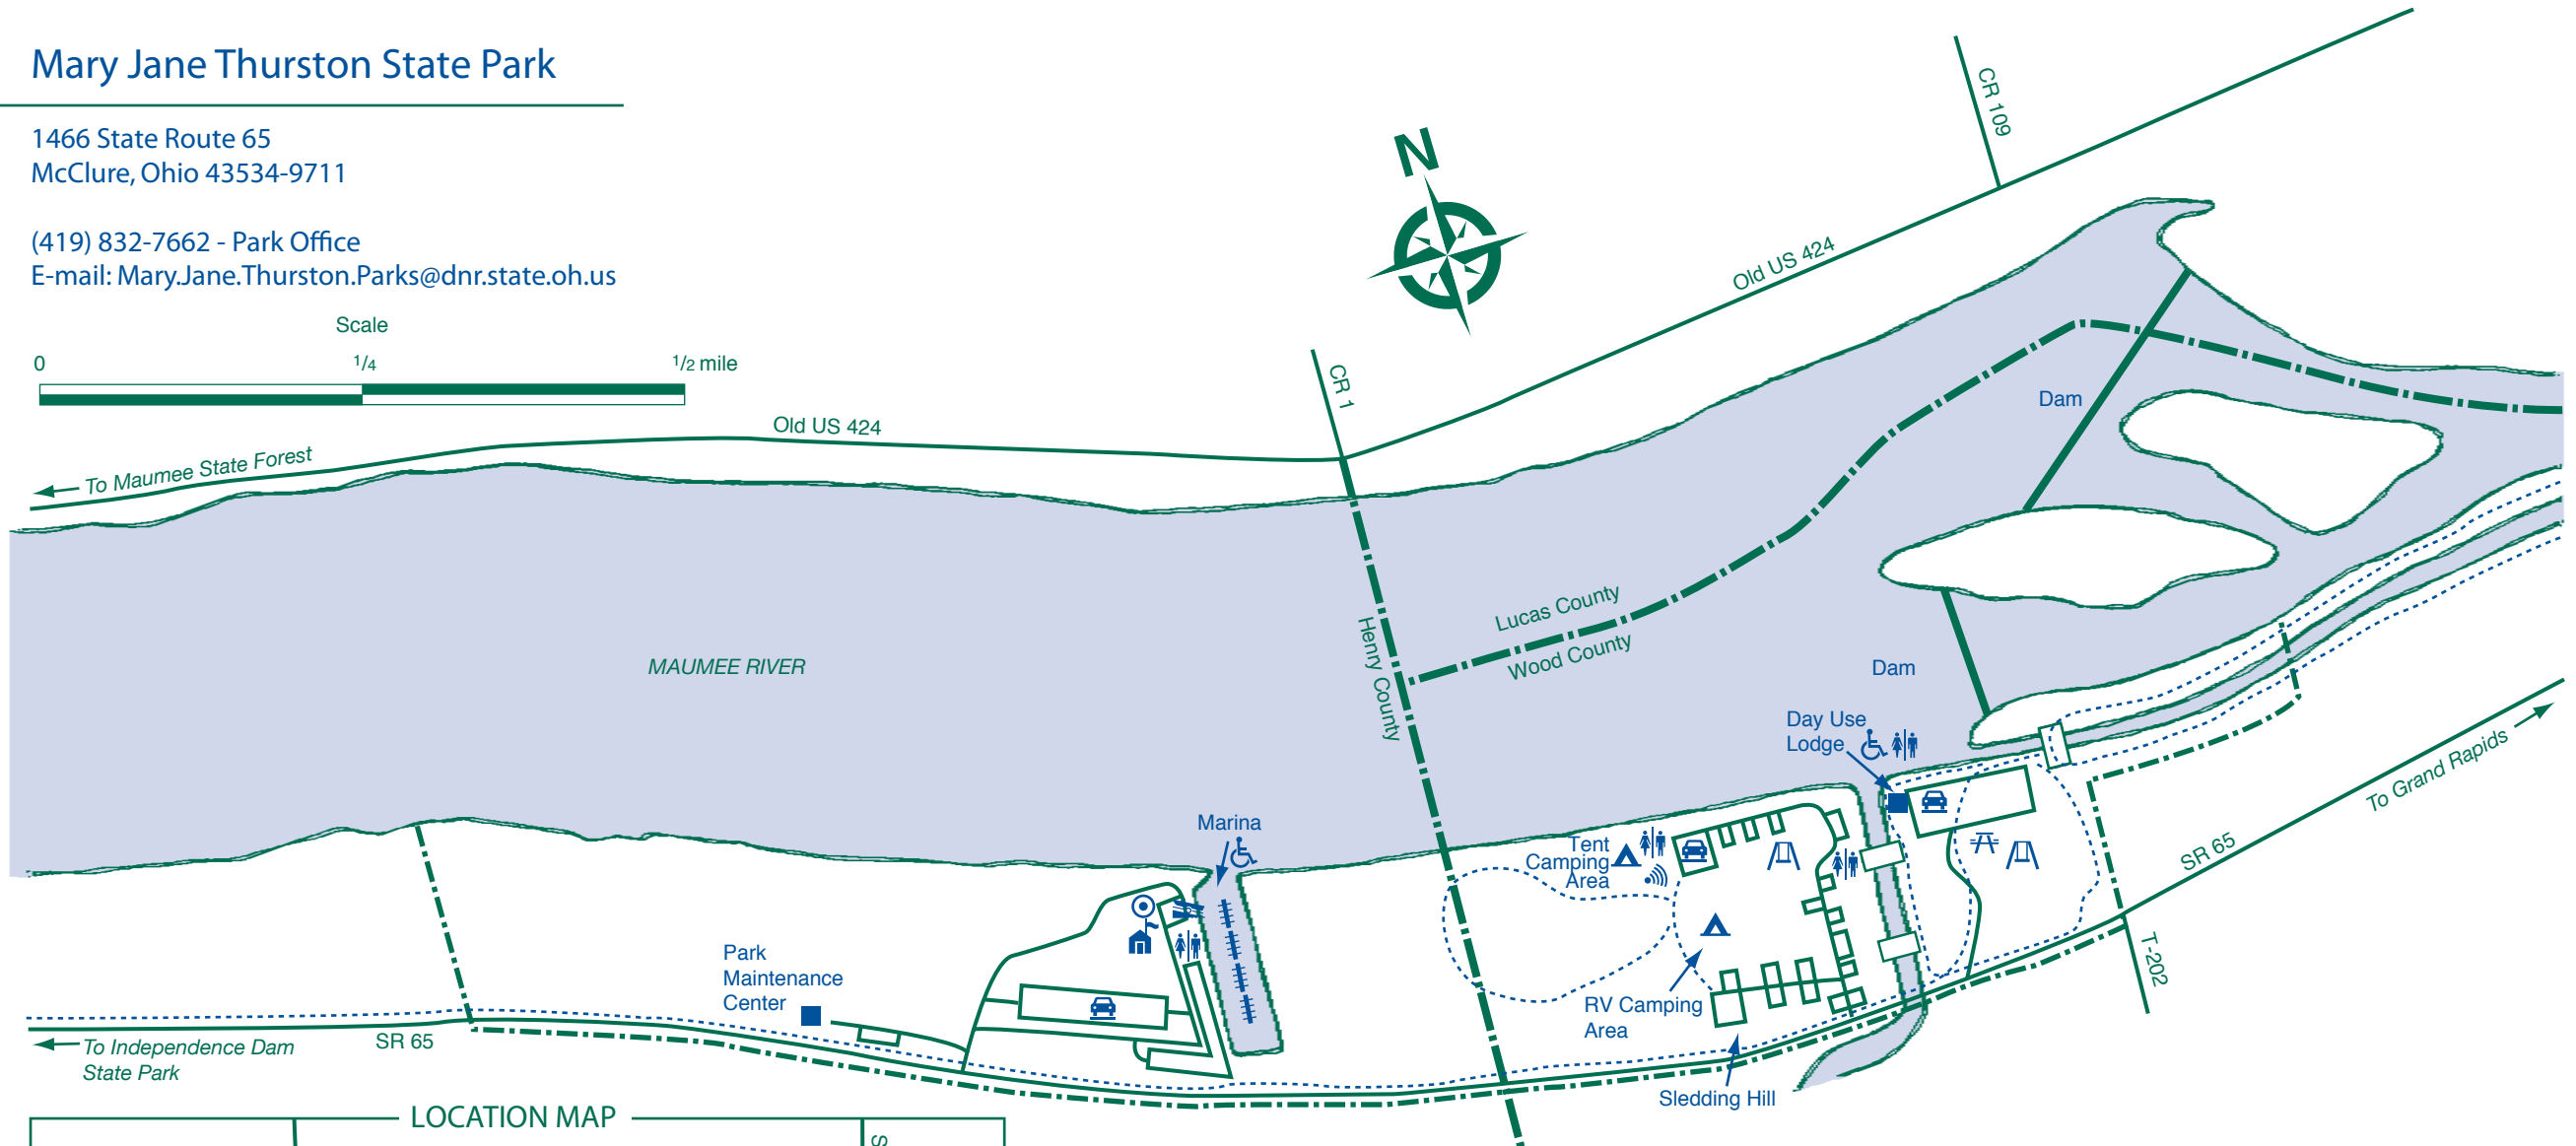 Mary Jane Thurston State Park
1466 State Route 65
McClure, Ohio 43534-9711
(419) 832-7662 - Park Office
E-mail: Mary.Jane.Thurston.Parks@dnr.state.oh.us
Scale
0 1/4 1/2 mile
N
CR 109
Old US 424
CR 1
Old US 424
To Maumee State Forest
Dam
Lucas County
Wood County
Henry County
MAUMEE RIVER
Dam
Day Use
Lodge
To Grand Rapids
SR 65
T-202
Marina
Tent
Camping
Area
RV Camping
Area
Sledding Hill
Park
Maintenance
Center
SR 65
To Independence Dam
State Park
LOCATION MAP
S